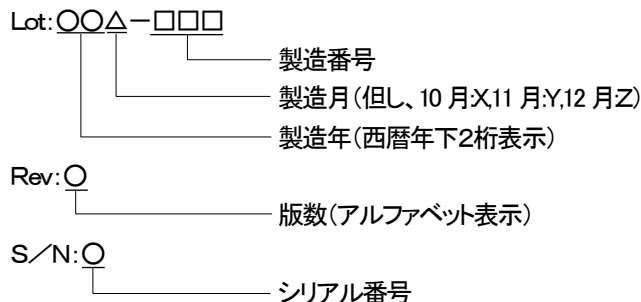 Lot:○○△－□□□
製造番号
製造月(但し、10月:X,11月:Y,12月:Z)
製造年(西暦年下2桁表示)
Rev:○
版数(アルファベット表示)
S／N:○
シリアル番号